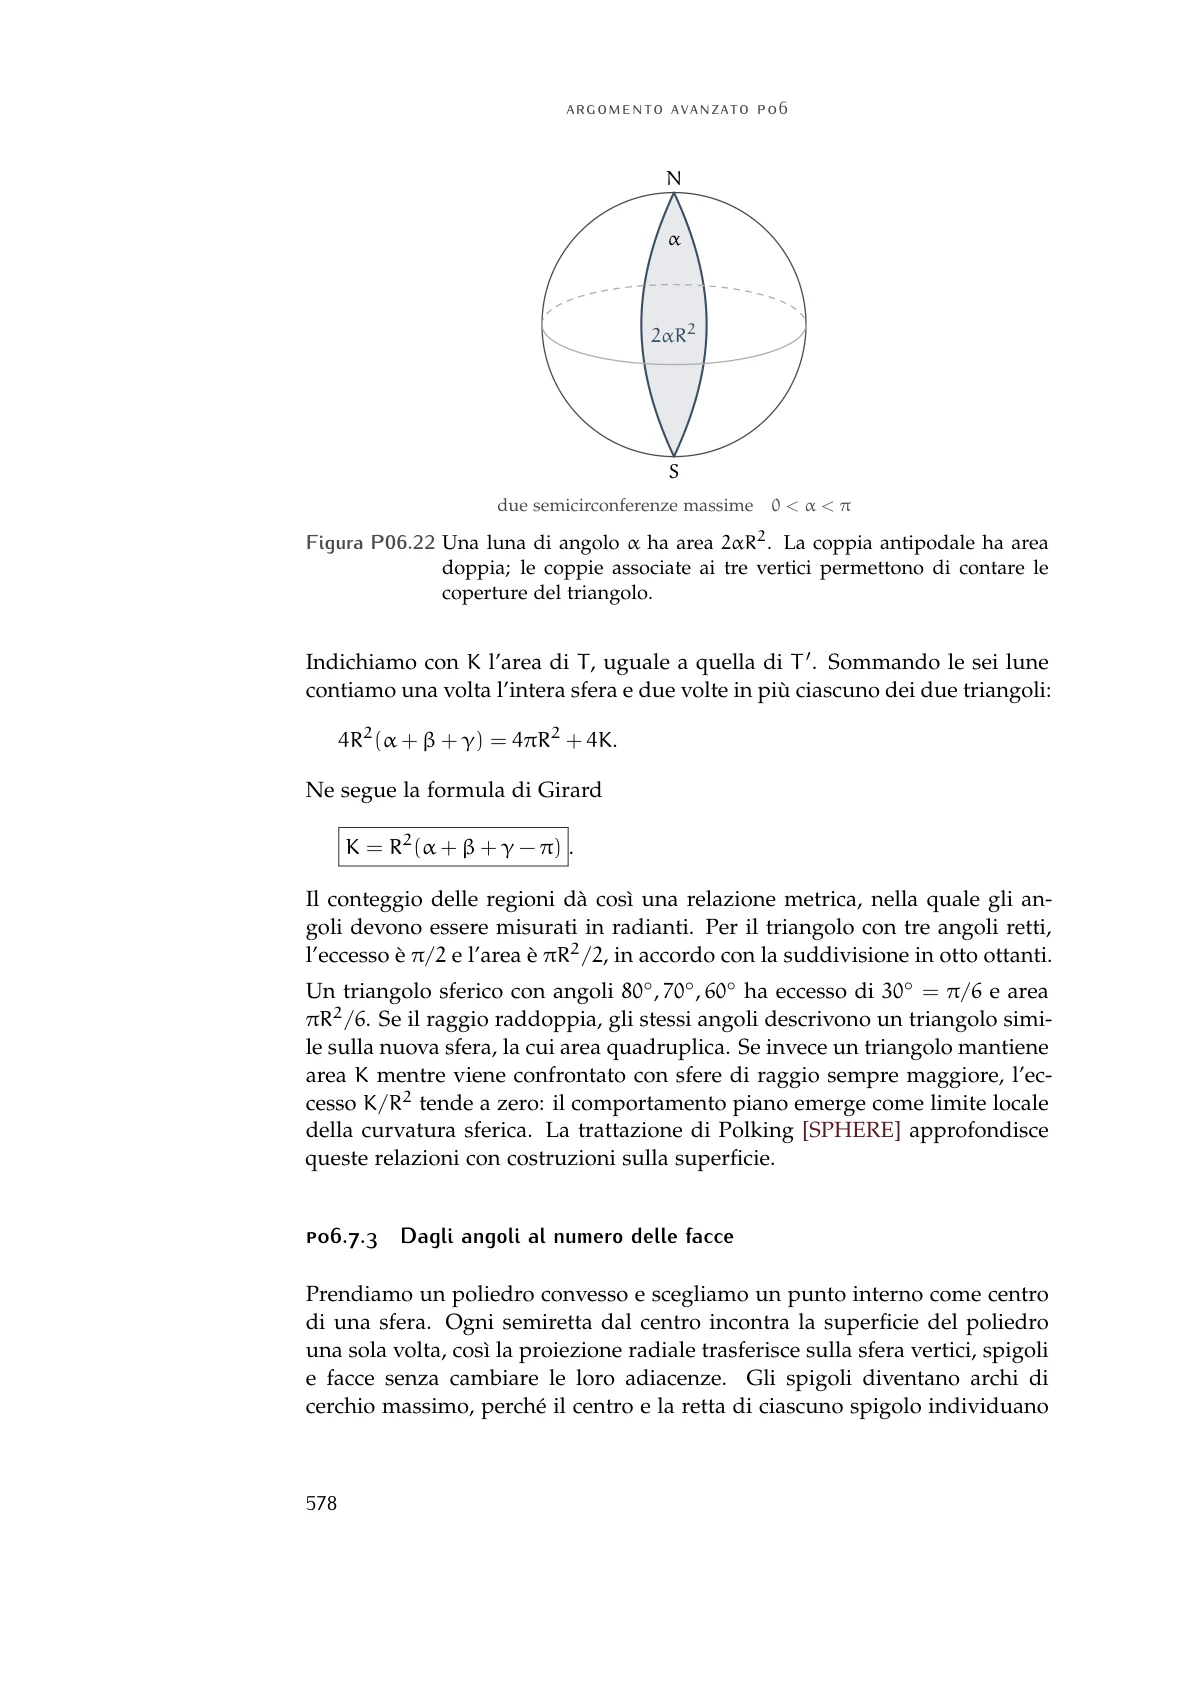 ARGOMENTO AVANZATO P06
N
α
2αR²
S
due semicirconferenze massime 0 < α < π
Figura P06.22 Una luna di angolo α ha area 2αR². La coppia antipodale ha area
doppia; le coppie associate ai tre vertici permettono di contare le
coperture del triangolo.
Indichiamo con K l'area di T, uguale a quella di T′. Sommando le sei lune
contiamo una volta l'intera sfera e due volte in più ciascuno dei due triangoli:
4R²(α + β + γ) = 4πR² + 4K.
Ne segue la formula di Girard
K = R²(α + β + γ − π).
Il conteggio delle regioni dà così una relazione metrica, nella quale gli an-
goli devono essere misurati in radianti. Per il triangolo con tre angoli retti,
l'eccesso è π/2 e l'area è πR²/2, in accordo con la suddivisione in otto ottanti.
Un triangolo sferico con angoli 80°, 70°, 60° ha eccesso di 30° = π/6 e area
πR²/6. Se il raggio raddoppia, gli stessi angoli descrivono un triangolo simi-
le sulla nuova sfera, la cui area quadruplica. Se invece un triangolo mantiene
area K mentre viene confrontato con sfere di raggio sempre maggiore, l'ec-
cesso K/R² tende a zero: il comportamento piano emerge come limite locale
della curvatura sferica. La trattazione di Polking [SPHERE] approfondisce
queste relazioni con costruzioni sulla superficie.
P06.7.3 Dagli angoli al numero delle facce
Prendiamo un poliedro convesso e scegliamo un punto interno come centro
di una sfera. Ogni semiretta dal centro incontra la superficie del poliedro
una sola volta, così la proiezione radiale trasferisce sulla sfera vertici, spigoli
e facce senza cambiare le loro adiacenze. Gli spigoli diventano archi di
cerchio massimo, perché il centro e la retta di ciascuno spigolo individuano
578